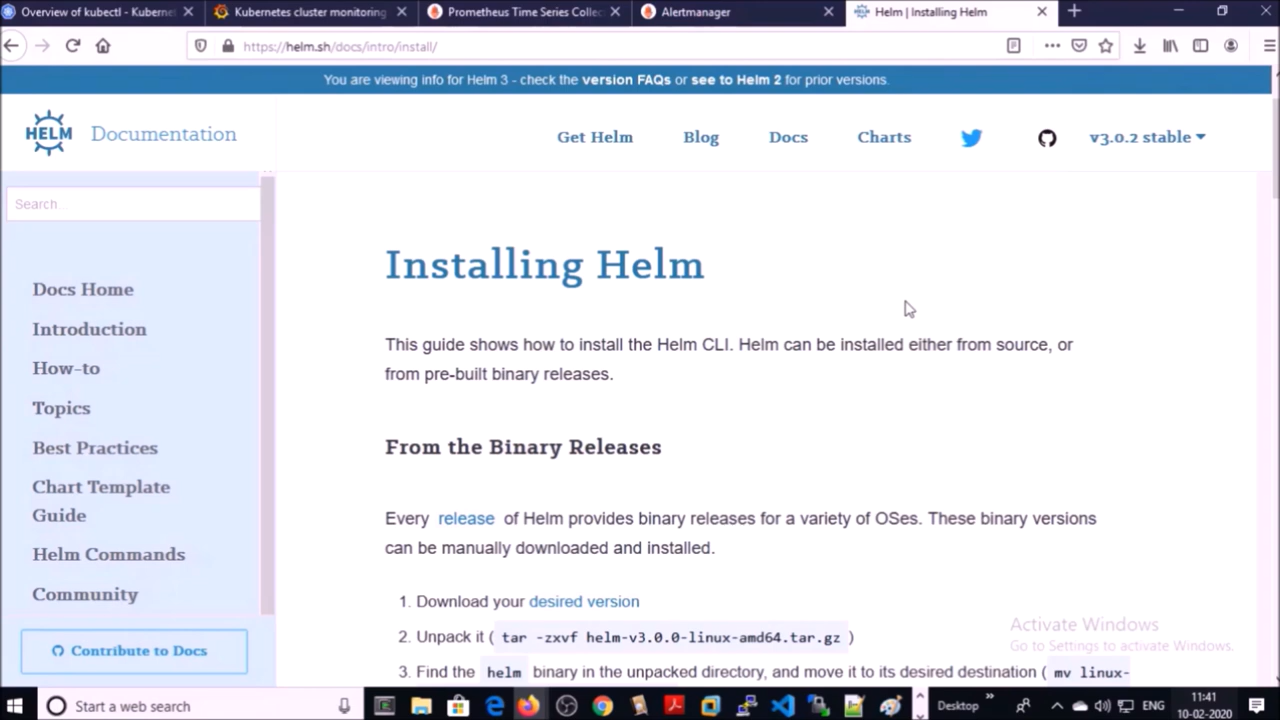 Overview of kubectl - Kubernet
Kubernetes cluster monitoring
Prometheus Time Series Collec
Alertmanager
Helm | Installing Helm
https://helm.sh/docs/intro/install/
You are viewing info for Helm 3 - check the version FAQs or see to Helm 2 for prior versions.
HELM Documentation
Get Helm
Blog
Docs
Charts
v3.0.2 stable
Search...
Docs Home
Introduction
How-to
Topics
Best Practices
Chart Template
Guide
Helm Commands
Community
Contribute to Docs
Installing Helm
This guide shows how to install the Helm CLI. Helm can be installed either from source, or
from pre-built binary releases.
From the Binary Releases
Every release of Helm provides binary releases for a variety of OSes. These binary versions
can be manually downloaded and installed.
1. Download your desired version
2. Unpack it ( tar -zxvf helm-v3.0.0-linux-amd64.tar.gz )
3. Find the helm binary in the unpacked directory, and move it to its desired destination ( mv linux-
Activate Windows
Go to Settings to activate Windows.
Start a web search
Desktop
ENG
11:41
10-02-2020